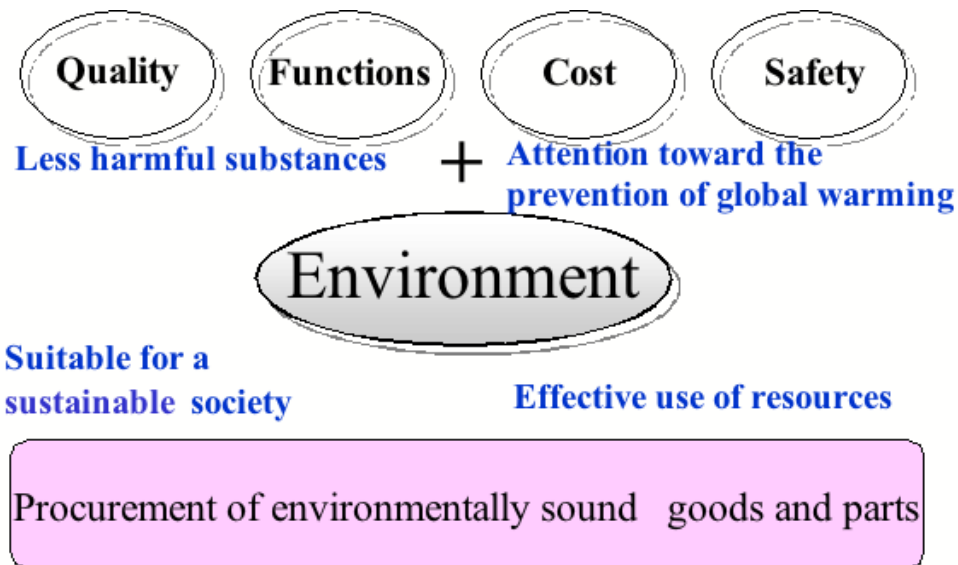 Quality
Functions
Cost
Safety
Less harmful substances
+
Attention toward the
prevention of global warming
Environment
Suitable for a
sustainable society
Effective use of resources
Procurement of environmentally sound goods and parts